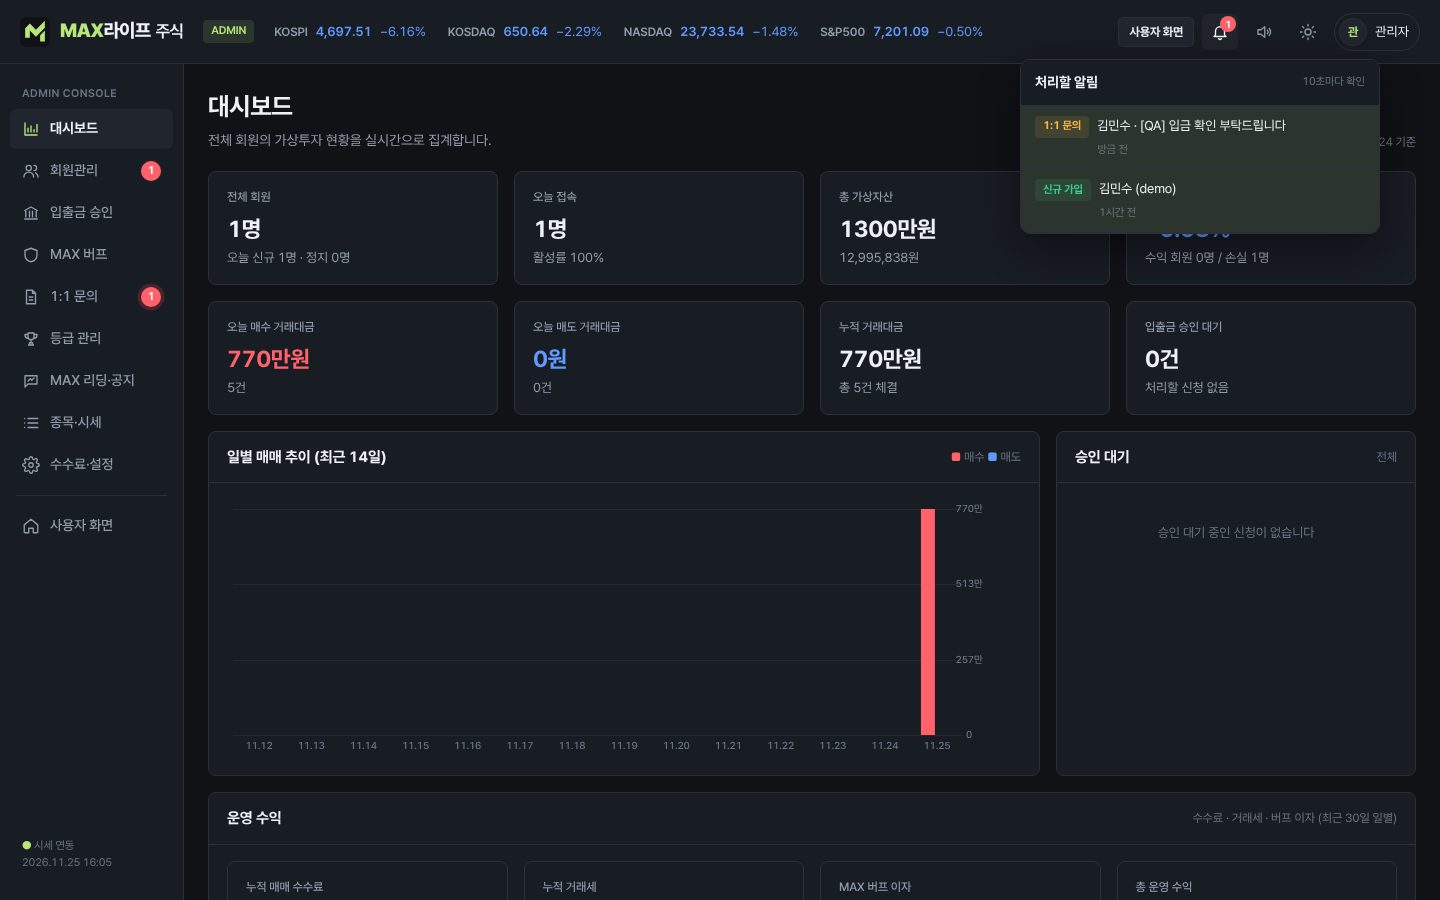 MAX라이프 주식 ADMIN KOSPI 4,697.51 −6.16% KOSDAQ 650.64 −2.29% NASDAQ 23,733.54 −1.48% S&P500 7,201.09 −0.50% 사용자 화면 1 관 관리자
ADMIN CONSOLE
대시보드
회원관리 1
입출금 승인
MAX 버프
1:1 문의 1
등급 관리
MAX 리딩·공지
종목·시세
수수료·설정
사용자 화면
시세 연동
2026.11.25 16:05
대시보드
전체 회원의 가상투자 현황을 실시간으로 집계합니다.
24 기준
처리할 알림 10초마다 확인
1:1 문의 김민수 · [QA] 입금 확인 부탁드립니다
방금 전
신규 가입 김민수 (demo)
1시간 전
전체 회원
1명
오늘 신규 1명 · 정지 0명
오늘 접속
1명
활성률 100%
총 가상자산
1300만원
12,995,838원
수익 회원 0명 / 손실 1명
오늘 매수 거래대금
770만원
5건
오늘 매도 거래대금
0원
0건
누적 거래대금
770만원
총 5건 체결
입출금 승인 대기
0건
처리할 신청 없음
일별 매매 추이 (최근 14일) 매수 매도
770만
513만
257만
0
11.12 11.13 11.14 11.15 11.16 11.17 11.18 11.19 11.20 11.21 11.22 11.23 11.24 11.25
승인 대기 전체
승인 대기 중인 신청이 없습니다
운영 수익 수수료 · 거래세 · 버프 이자 (최근 30일 일별)
누적 매매 수수료
누적 거래세
MAX 버프 이자
총 운영 수익